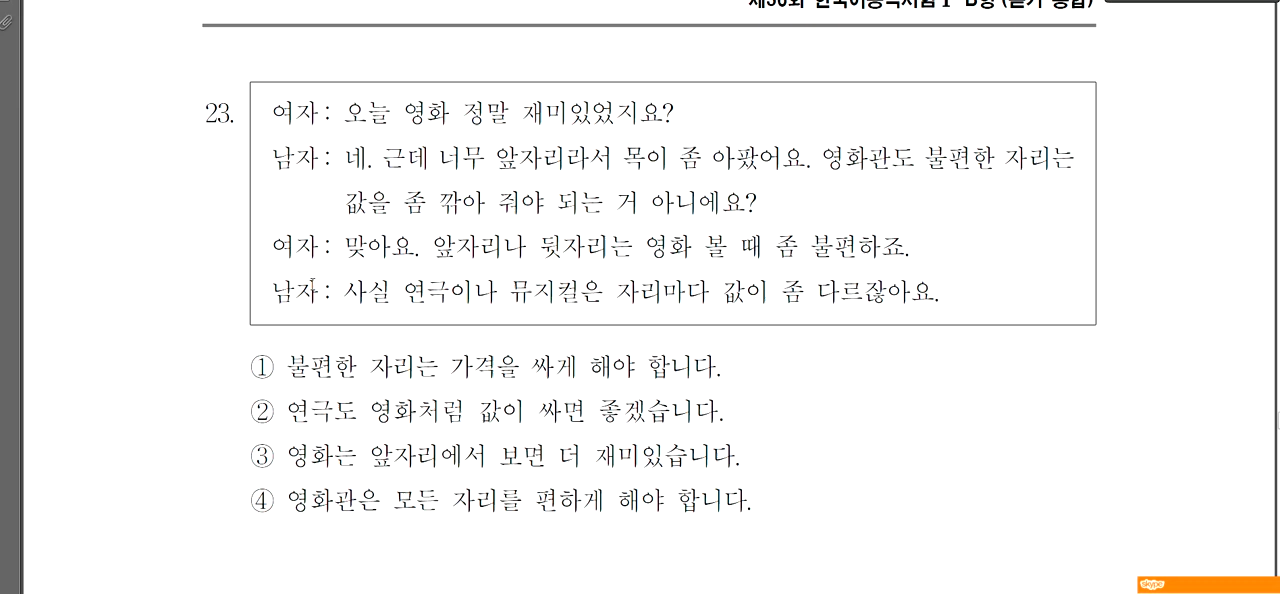 23.
여자: 오늘 영화 정말 재미있었지요?
남자: 네. 근데 너무 앞자리라서 목이 좀 아팠어요. 영화관도 불편한 자리는
값을 좀 깎아 줘야 되는 거 아니에요?
여자: 맞아요. 앞자리나 뒷자리는 영화 볼 때 좀 불편하죠.
남자: 사실 연극이나 뮤지컬은 자리마다 값이 좀 다르잖아요.
① 불편한 자리는 가격을 싸게 해야 합니다.
② 연극도 영화처럼 값이 싸면 좋겠습니다.
③ 영화는 앞자리에서 보면 더 재미있습니다.
④ 영화관은 모든 자리를 편하게 해야 합니다.
skype